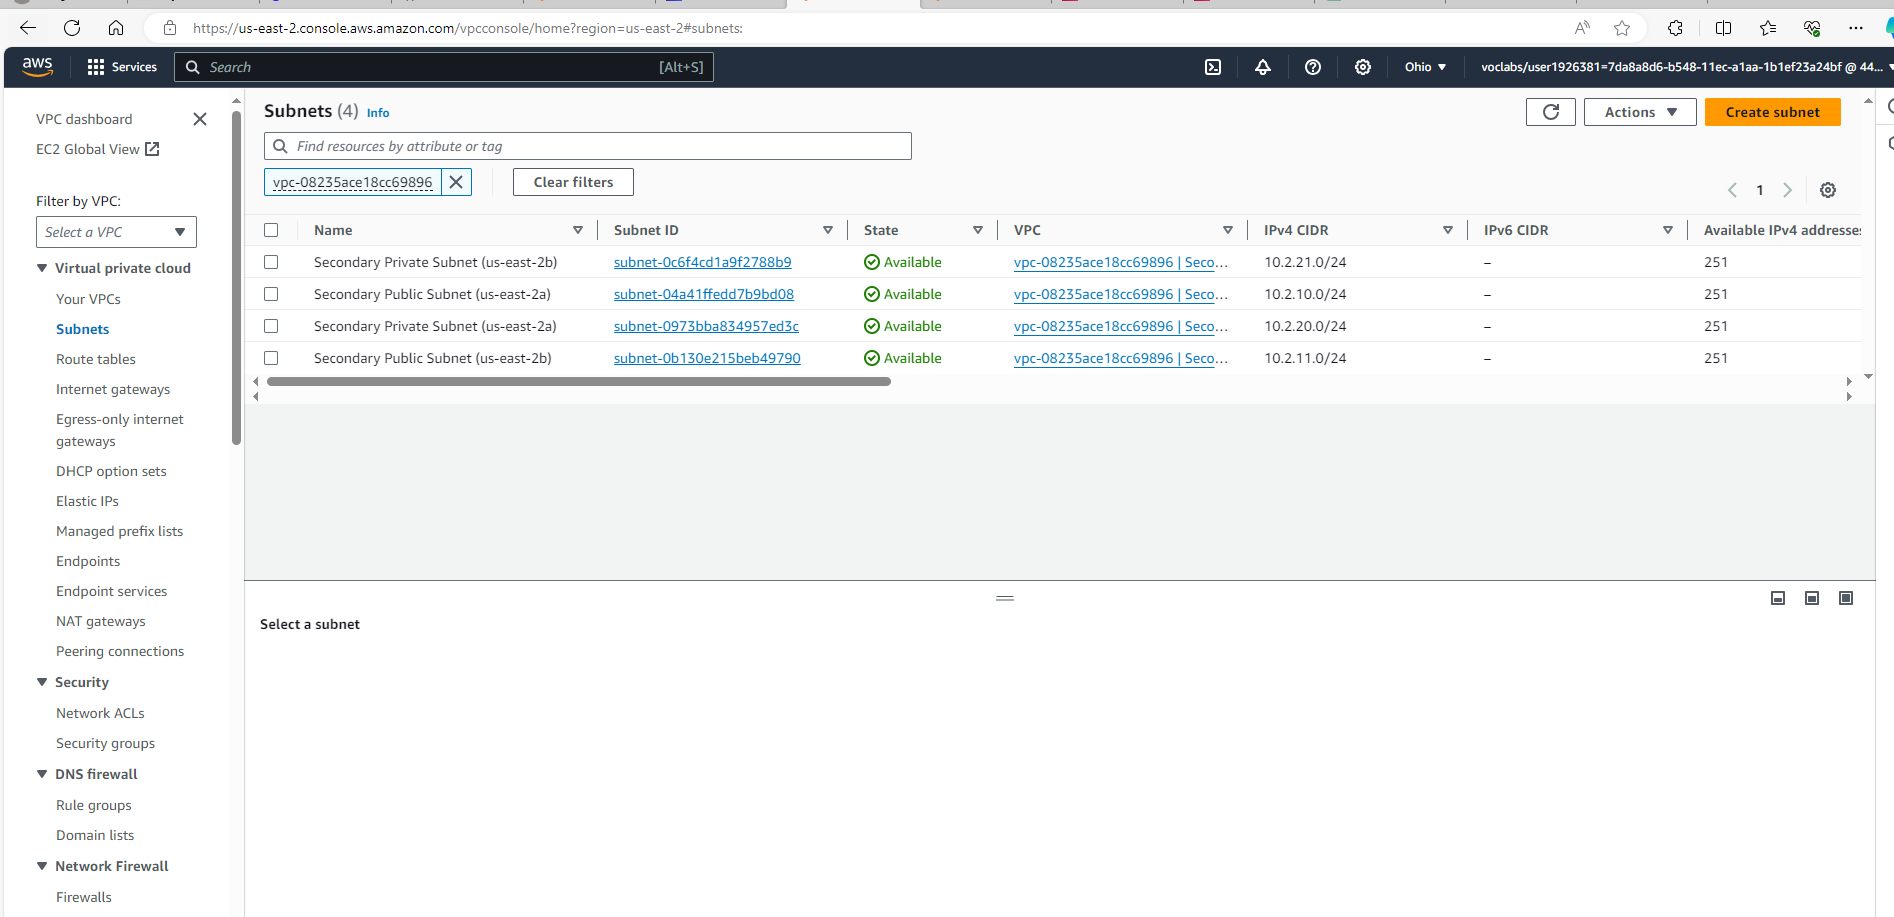 https://us-east-2.console.aws.amazon.com/vpcconsole/home?region=us-east-2#subnets:
aws
Services
Search
[Alt+S]
Ohio
voclabs/user1926381=7da8a8d6-b548-11ec-a1aa-1b1ef23a24bf @ 44...
VPC dashboard
EC2 Global View
Filter by VPC:
Select a VPC
Virtual private cloud
Your VPCs
Subnets
Route tables
Internet gateways
Egress-only internet
gateways
DHCP option sets
Elastic IPs
Managed prefix lists
Endpoints
Endpoint services
NAT gateways
Peering connections
Security
Network ACLs
Security groups
DNS firewall
Rule groups
Domain lists
Network Firewall
Firewalls
Subnets (4) Info
Actions
Create subnet
Find resources by attribute or tag
vpc-08235ace18cc69896
Clear filters
1
Name Subnet ID State VPC IPv4 CIDR IPv6 CIDR Available IPv4 addresses
Secondary Private Subnet (us-east-2b) subnet-0c6f4cd1a9f2788b9 Available vpc-08235ace18cc69896 | Seco... 10.2.21.0/24 – 251
Secondary Public Subnet (us-east-2a) subnet-04a41ffedd7b9bd08 Available vpc-08235ace18cc69896 | Seco... 10.2.10.0/24 – 251
Secondary Private Subnet (us-east-2a) subnet-0973bba834957ed3c Available vpc-08235ace18cc69896 | Seco... 10.2.20.0/24 – 251
Secondary Public Subnet (us-east-2b) subnet-0b130e215beb49790 Available vpc-08235ace18cc69896 | Seco... 10.2.11.0/24 – 251
Select a subnet